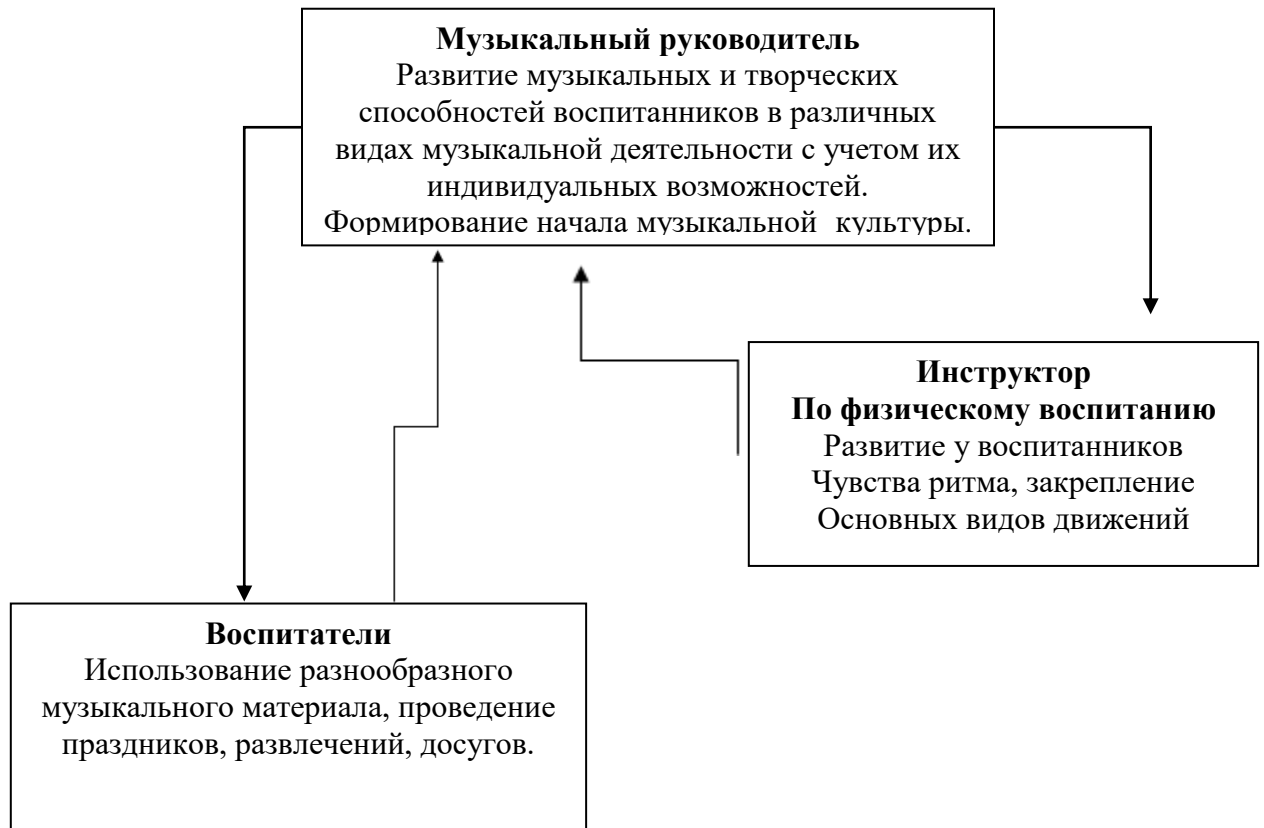 Музыкальный руководитель
Развитие музыкальных и творческих
способностей воспитанников в различных
видах музыкальной деятельности с учетом их
индивидуальных возможностей.
Формирование начала музыкальной культуры.
Инструктор
По физическому воспитанию
Развитие у воспитанников
Чувства ритма, закрепление
Основных видов движений
Воспитатели
Использование разнообразного
музыкального материала, проведение
праздников, развлечений, досугов.